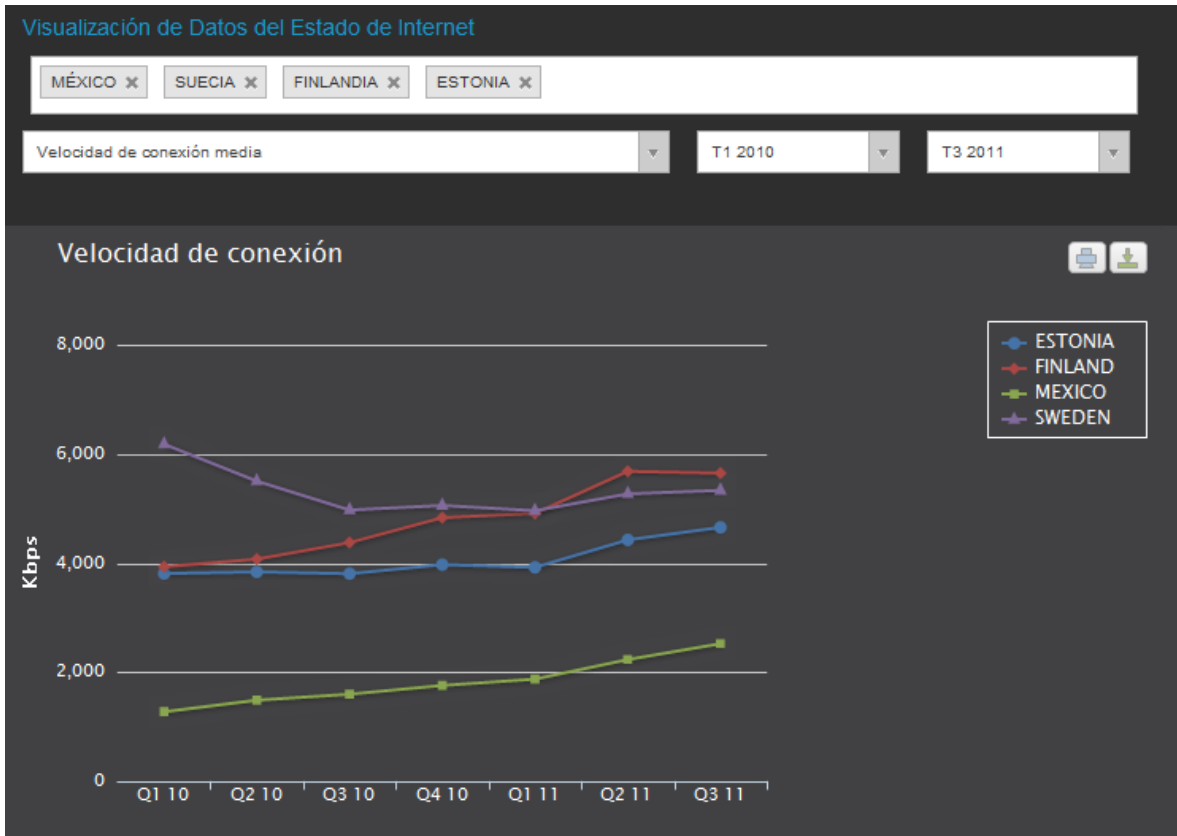 Visualización de Datos del Estado de Internet
MÉXICO ✖ SUECIA ✖ FINLANDIA ✖ ESTONIA ✖
Velocidad de conexión media T1 2010 T3 2011
Velocidad de conexión
ESTONIA
FINLAND
MEXICO
SWEDEN
8,000
6,000
4,000
2,000
0
Kbps
Q1 10 Q2 10 Q3 10 Q4 10 Q1 11 Q2 11 Q3 11